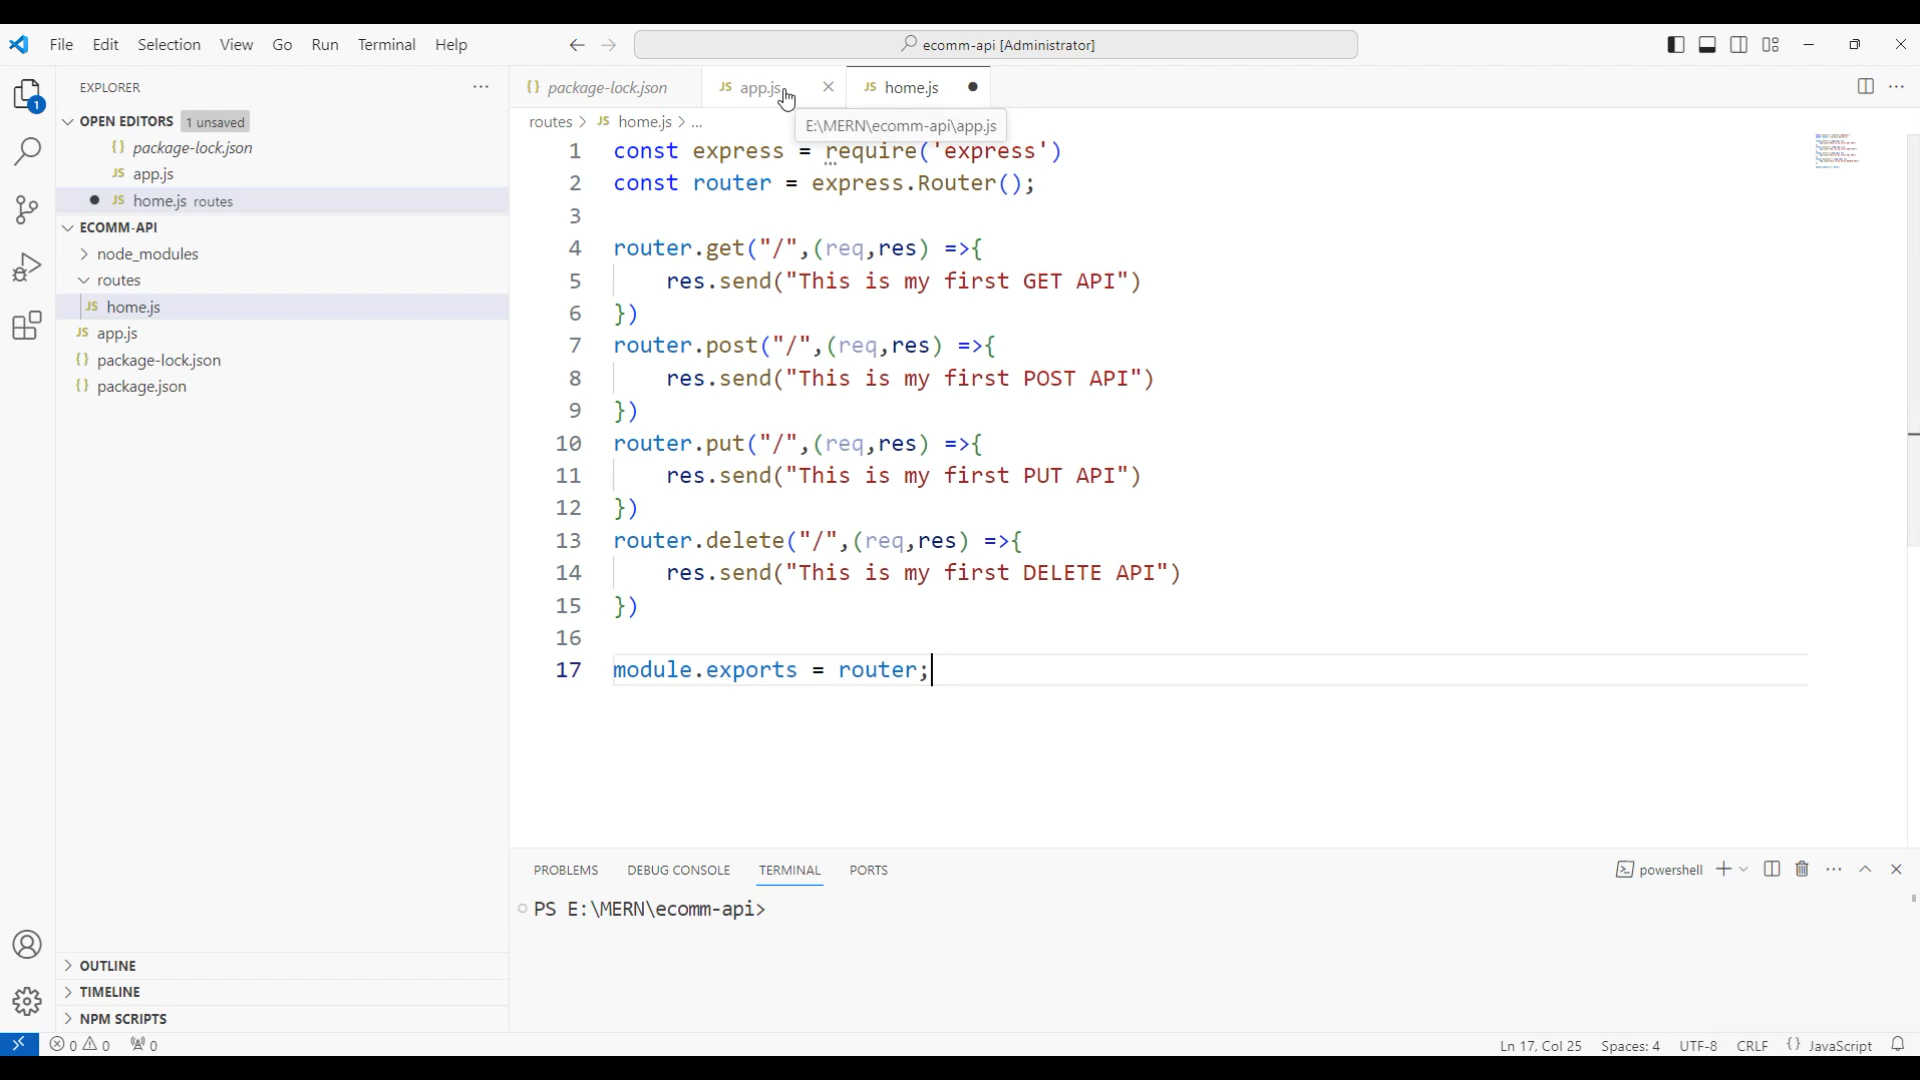 File Edit Selection View Go Run Terminal Help
ecomm-api [Administrator]
EXPLORER
1
OPEN EDITORS 1 unsaved
package-lock.json
JS app.js
JS home.js routes
ECOMM-API
node_modules
routes
JS home.js
JS app.js
{} package-lock.json
{} package.json
OUTLINE
TIMELINE
NPM SCRIPTS
{} package-lock.json JS app.js JS home.js
routes > JS home.js > ...
E:\MERN\ecomm-api\app.js
1 const express = require('express')
2 const router = express.Router();
3
4 router.get("/",(req,res) =>{
5 res.send("This is my first GET API")
6 })
7 router.post("/",(req,res) =>{
8 res.send("This is my first POST API")
9 })
10 router.put("/",(req,res) =>{
11 res.send("This is my first PUT API")
12 })
13 router.delete("/",(req,res) =>{
14 res.send("This is my first DELETE API")
15 })
16
17 module.exports = router;
PROBLEMS DEBUG CONSOLE TERMINAL PORTS
powershell
PS E:\MERN\ecomm-api>
0 0 0
Ln 17, Col 25 Spaces: 4 UTF-8 CRLF {} JavaScript